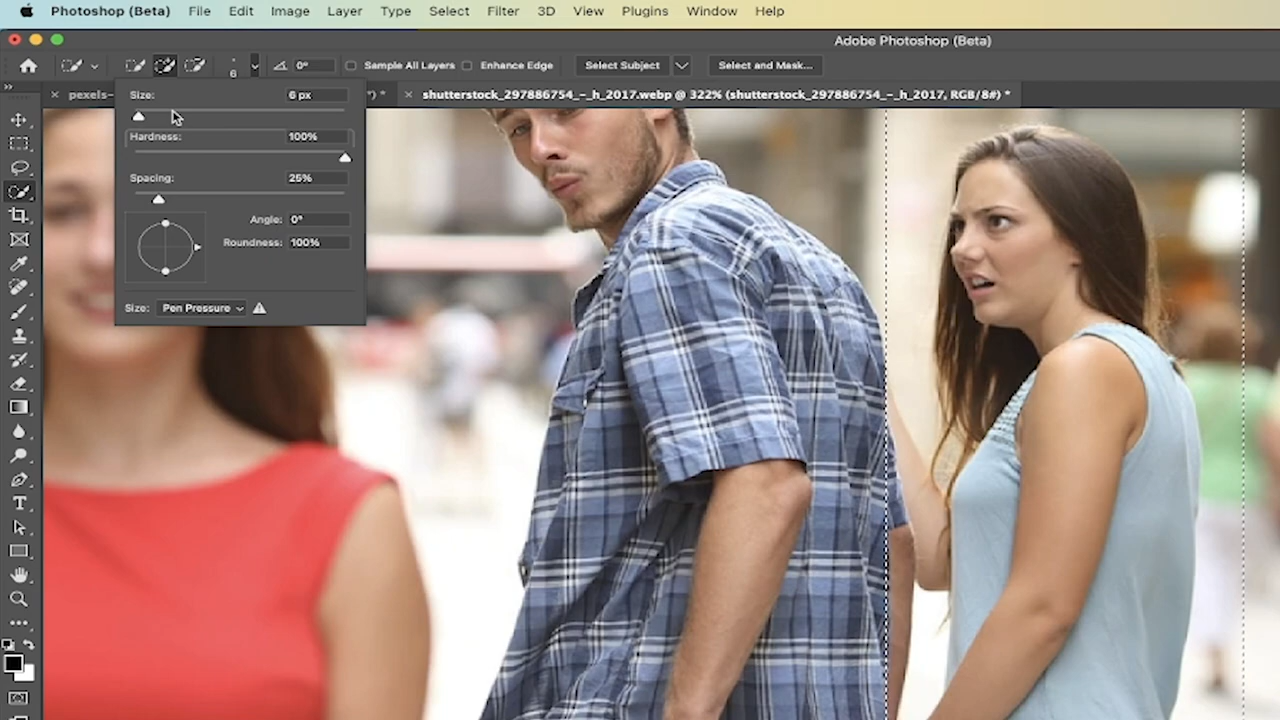 Photoshop (Beta) File Edit Image Layer Type Select Filter 3D View Plugins Window Help
Adobe Photoshop (Beta)
6 0° Sample All Layers Enhance Edge Select Subject Select and Mask...
× pexels- )* × shutterstock_297886754_-_h_2017.webp @ 322% (shutterstock_297886754_-_h_2017, RGB/8#) *
Size: 6 px
Hardness: 100%
Spacing: 25%
Angle: 0°
Roundness: 100%
Size: Pen Pressure